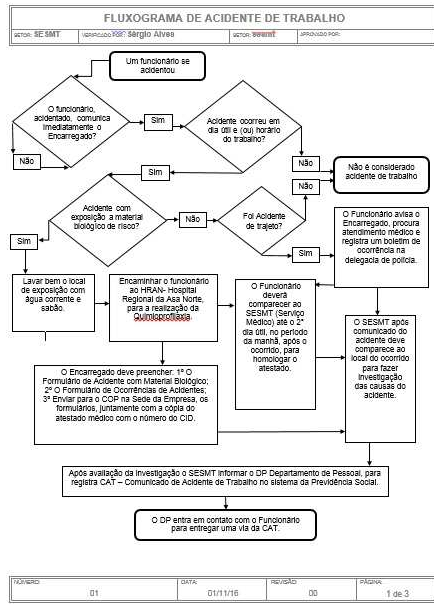 FLUXOGRAMA DE ACIDENTE DE TRABALHO
SETOR: SESMT
VERIFICADO POR: Sérgio Alves
SETOR: sesmt
APROVADO POR:
Um funcionário se
acidentou
O funcionário,
acidentado, comunica
imediatamente o
Encarregado?
Sim
Acidente ocorreu em
dia útil e (ou) horário
do trabalho?
Não
Não
Sim
Não é considerado
acidente de trabalho
Não
Acidente com
exposição a material
biológico de risco?
Não
Foi Acidente
de trajeto?
Sim
Sim
O Funcionário avisa o
Encarregado, procura
atendimento médico e
registra um boletim de
ocorrência na
delegacia de polícia.
Lavar bem o local
de exposição com
água corrente e
sabão.
Encaminhar o funcionário
ao HRAN- Hospital
Regional da Asa Norte,
para a realização da
Quimioprofilaxia.
O Funcionário
deverá
comparecer ao
SESMT (Serviço
Médico) até o 2°
dia útil, no período
da manhã, após o
ocorrido, para
homologar o
atestado.
O SESMT após
comunicado do
acidente deve
comparece ao
local do ocorrido
para fazer
investigação
das causas do
acidente.
O Encarregado deve preencher: 1º O
Formulário de Acidente com Material Biológico;
2º O Formulário de Ocorrências de Acidentes;
3º Enviar para o COP na Sede da Empresa, os
formulários, juntamente com a cópia do
atestado médico com o número do CID.
Após avaliação da investigação o SESMT informar o DP Departamento de Pessoal, para
registra CAT – Comunicado de Acidente de Trabalho no sistema da Previdência Social.
O DP entra em contato com o Funcionário
para entregar uma via da CAT.
NÚMERO:
01
DATA:
01/11/16
REVISÃO:
00
PÁGINA:
1 de 3